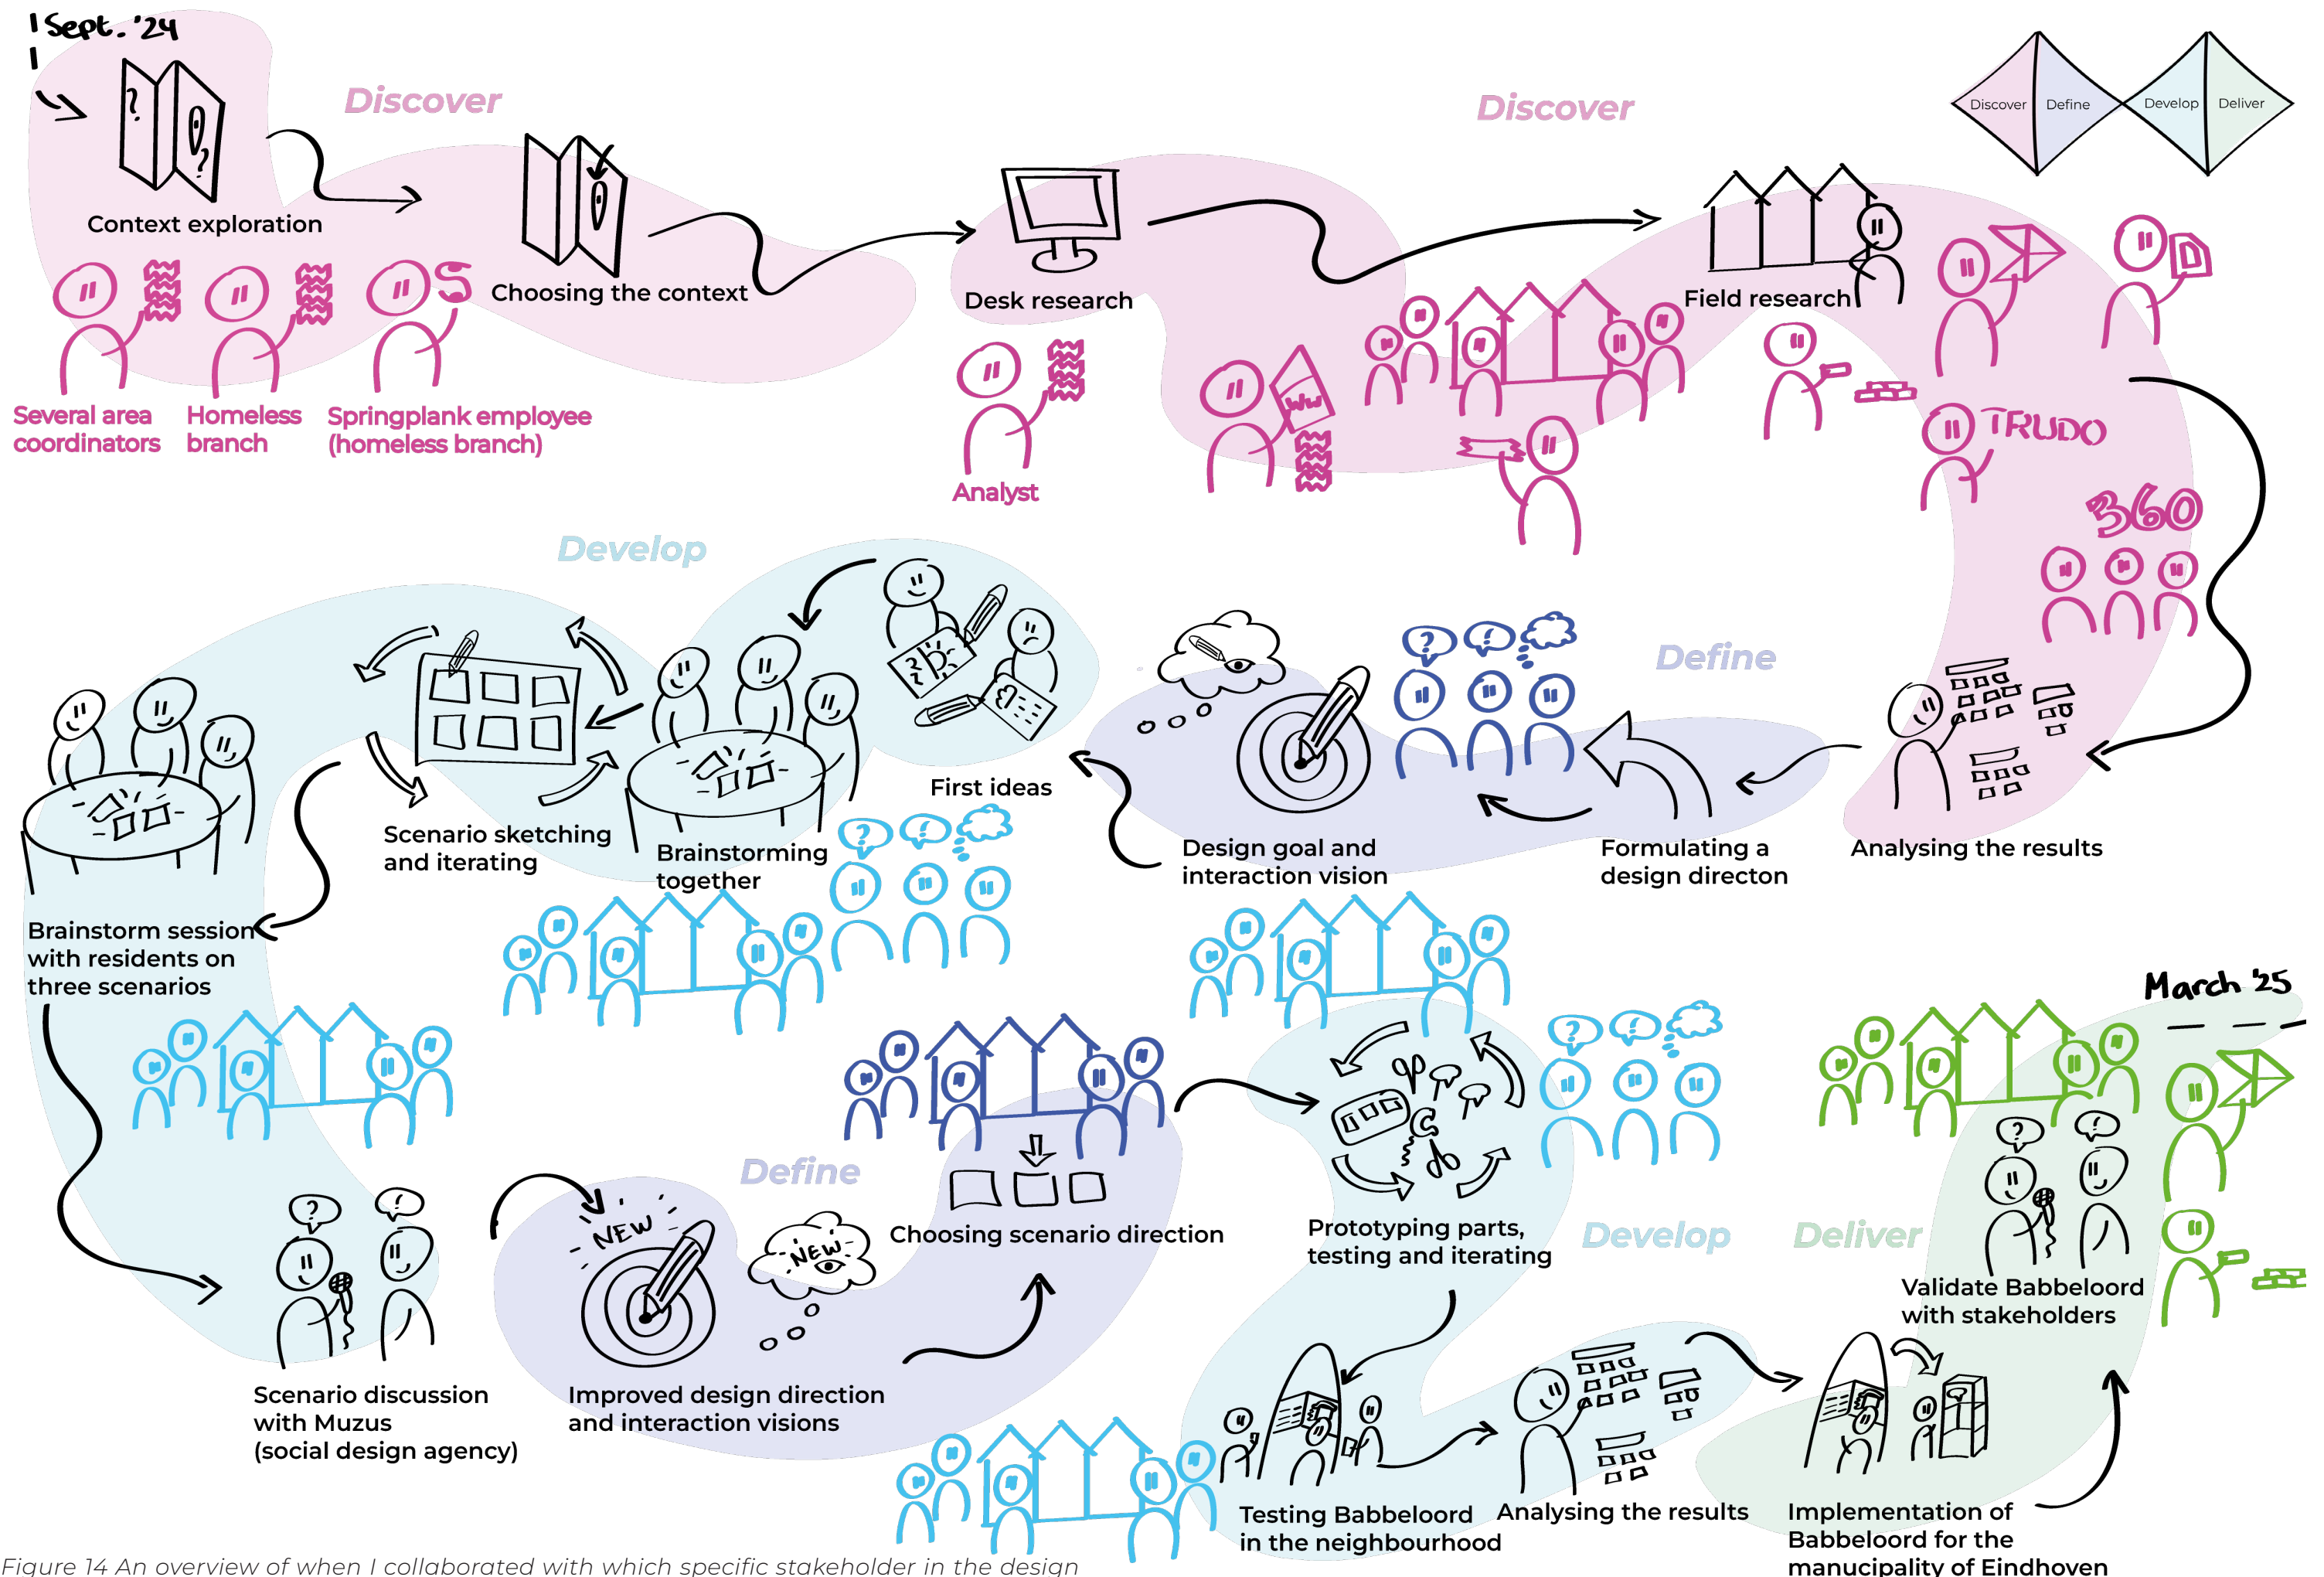 Sept. '24
Discover
Discover
Discover
Define
Develop
Deliver
?
?
Context exploration
Choosing the context
Desk research
Field research
S
D
Several area
coordinators
Homeless
branch
Springplank employee
(homeless branch)
Analyst
WW
TRUDO
360
Develop
Define
?
!
First ideas
Scenario sketching
and iterating
Brainstorming
together
?
!
Design goal and
interaction vision
Formulating a
design directon
Analysing the results
Brainstorm session
with residents on
three scenarios
March '25
?
!
Define
NEW
NEW
Choosing scenario direction
Prototyping parts,
testing and iterating
Develop
Deliver
?
!
Validate Babbeloord
with stakeholders
?
!
Scenario discussion
with Muzus
(social design agency)
Improved design direction
and interaction visions
Testing Babbeloord
in the neighbourhood
Analysing the results
Implementation of
Babbeloord for the
manucipality of Eindhoven
Figure 14 An overview of when I collaborated with which specific stakeholder in the design